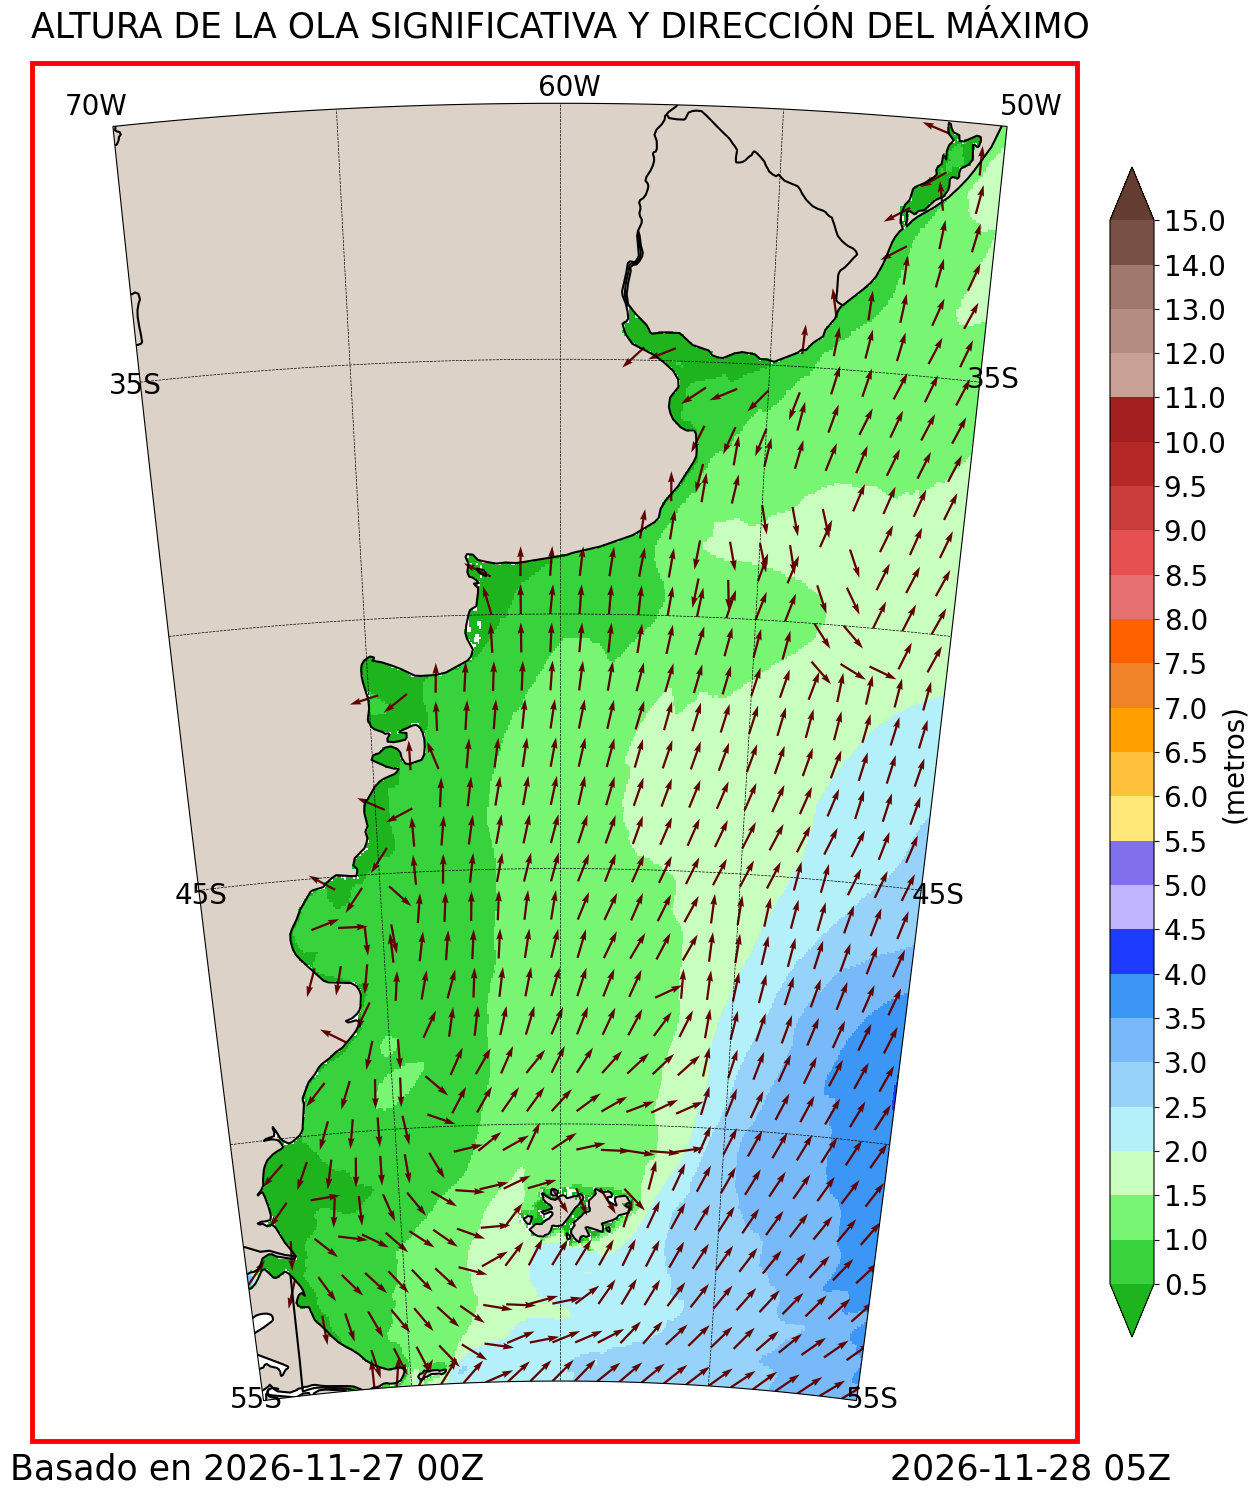 ALTURA DE LA OLA SIGNIFICATIVA Y DIRECCIÓN DEL MÁXIMO
70W
60W
50W
35S
35S
45S
45S
55S
55S
15.0
14.0
13.0
12.0
11.0
10.0
9.5
9.0
8.5
8.0
7.5
7.0
6.5
6.0
5.5
5.0
4.5
4.0
3.5
3.0
2.5
2.0
1.5
1.0
0.5
(metros)
Basado en 2026-11-27 00Z
2026-11-28 05Z